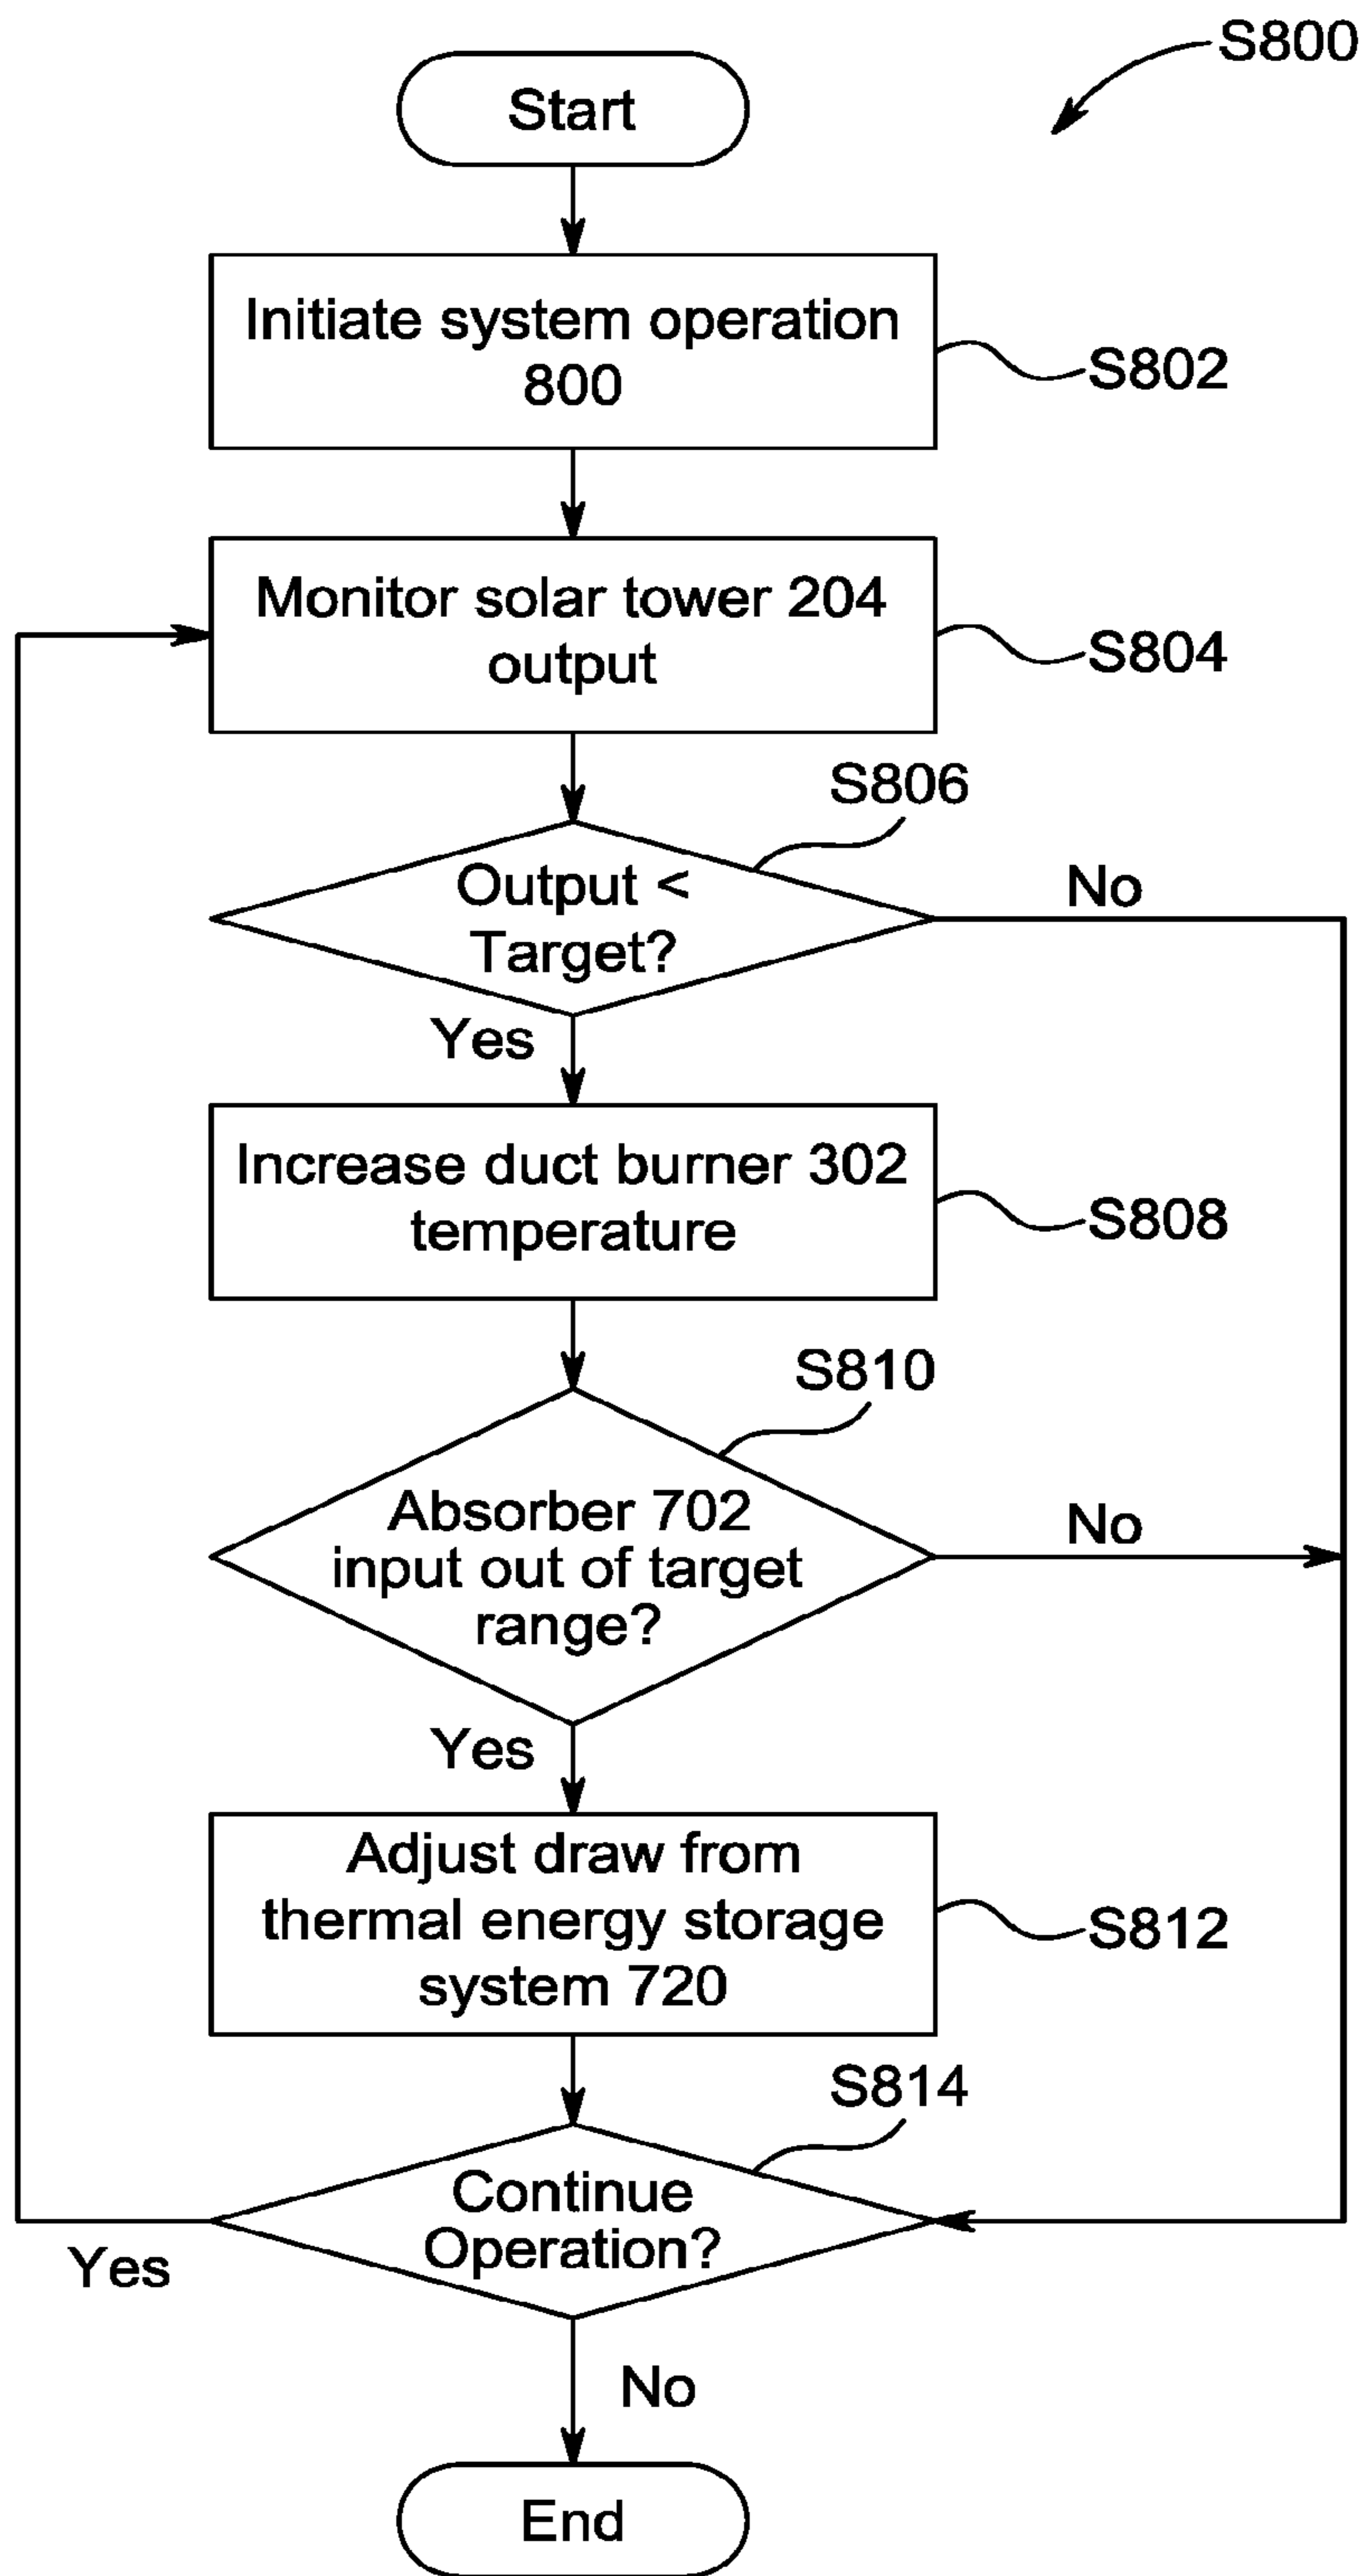 S800
Start
Initiate system operation
800
S802
Monitor solar tower 204
output
S804
S806
Output <
Target?
No
Yes
Increase duct burner 302
temperature
S808
S810
Absorber 702
input out of target
range?
No
Yes
Adjust draw from
thermal energy storage
system 720
S812
S814
Continue
Operation?
Yes
No
End